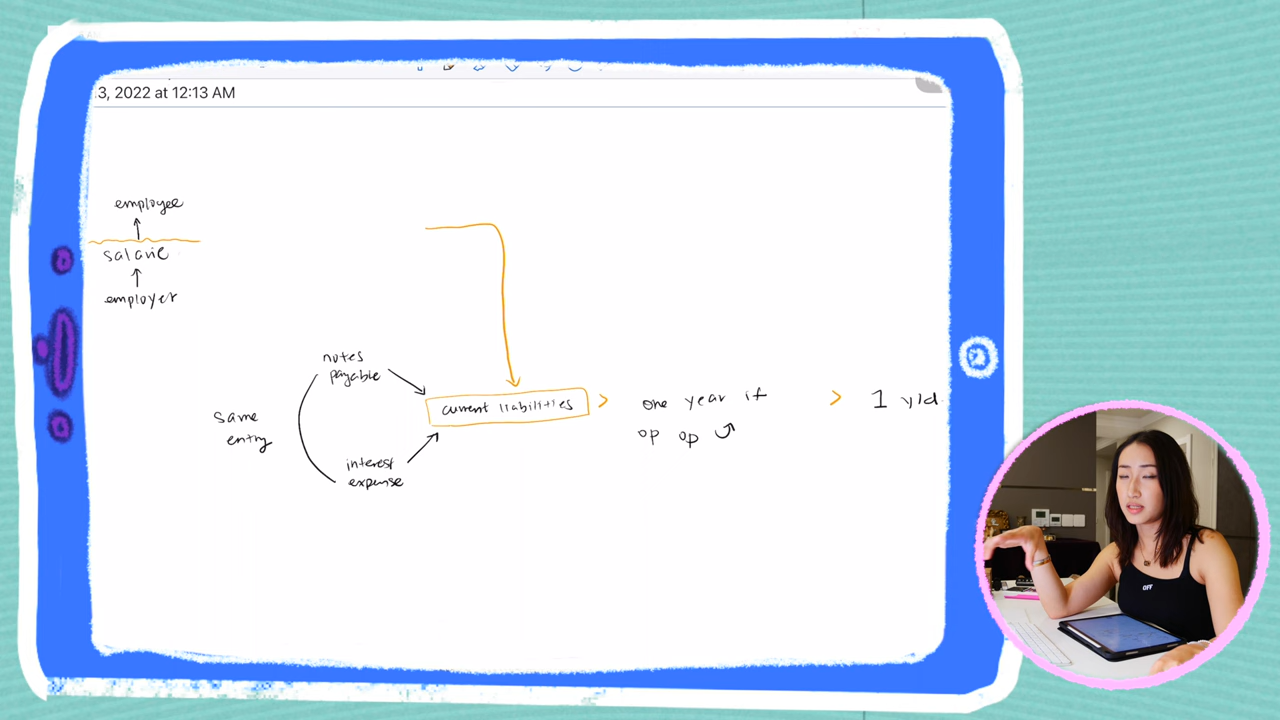 3, 2022 at 12:13 AM
employee
salarie
employer
notes
payable
same
entry
current liabilities
>
one year if
op op
>
1 yld
interest
expense
OFF